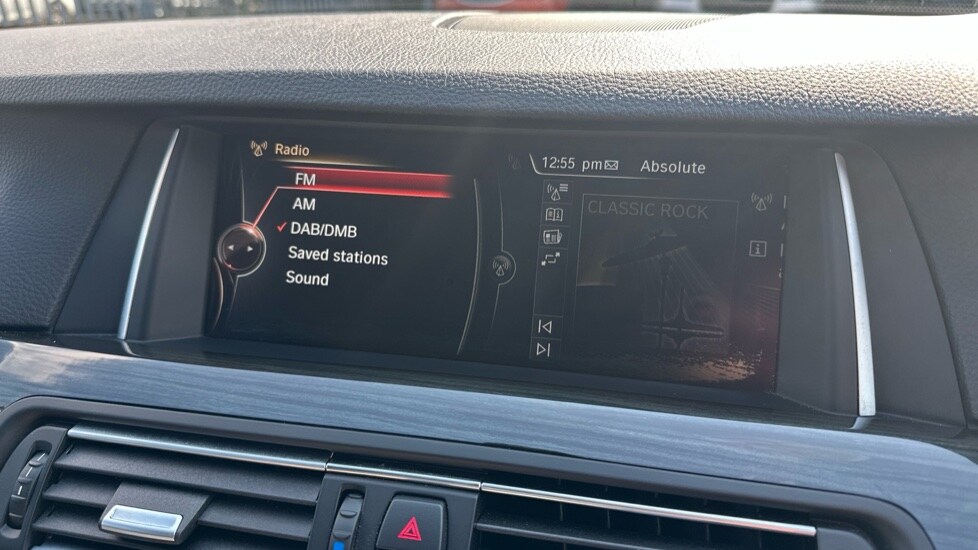 Radio
FM
AM
DAB/DMB
Saved stations
Sound
12:55 pm
Absolute
CLASSIC ROCK